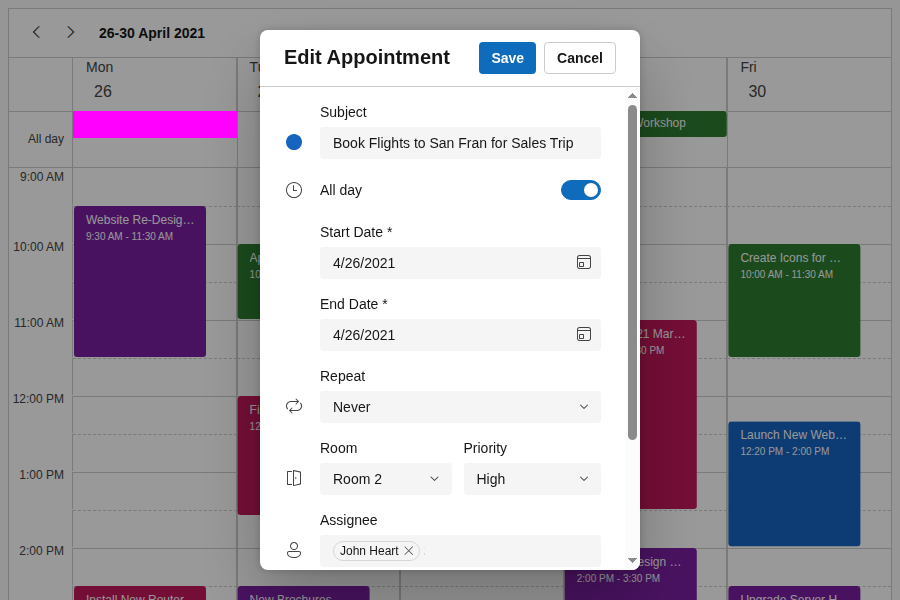 26-30 April 2021
Edit Appointment
Save
Cancel
Mon
26
Fri
30
All day
Workshop
9:00 AM
10:00 AM
11:00 AM
12:00 PM
1:00 PM
2:00 PM
Website Re-Desig…
9:30 AM - 11:30 AM
Create Icons for …
10:00 AM - 11:30 AM
Launch New Web…
12:20 PM - 2:00 PM
2:00 PM - 3:30 PM
Install New Router
New Brochures
Upgrade Server H
Subject
Book Flights to San Fran for Sales Trip
All day
Start Date *
4/26/2021
End Date *
4/26/2021
Repeat
Never
Room
Priority
Room 2
High
Assignee
John Heart